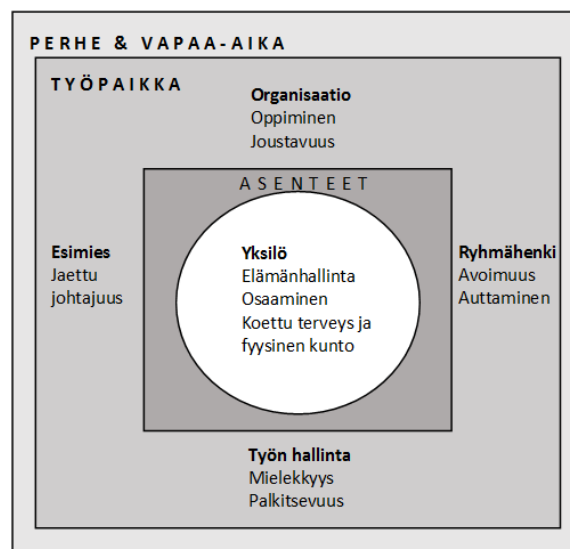 PERHE & VAPAA-AIKA
TYÖPAIKKA
Organisaatio
Oppiminen
Joustavuus
ASENTEET
Esimies
Jaettu
johtajuus
Yksilö
Elämänhallinta
Osaaminen
Koettu terveys ja
fyysinen kunto
Ryhmähenki
Avoimuus
Auttaminen
Työn hallinta
Mielekkyys
Palkitsevuus